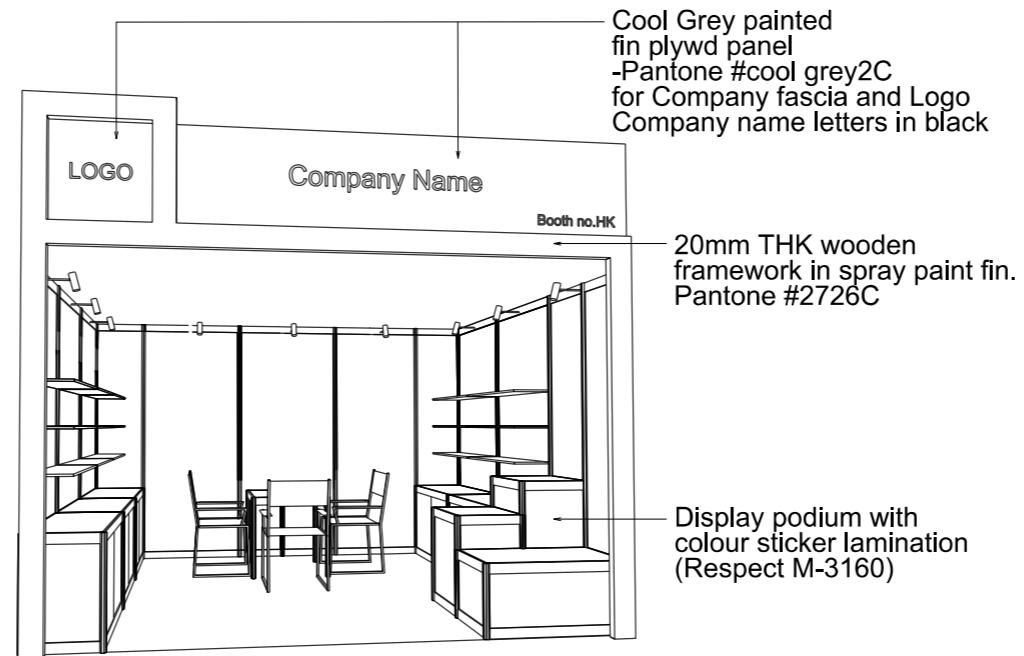 Cool Grey painted
fin plywd panel
-Pantone #cool grey2C
for Company fascia and Logo
Company name letters in black
LOGO
Company Name
Booth no.HK
20mm THK wooden
framework in spray paint fin.
Pantone #2726C
Display podium with
colour sticker lamination
(Respect M-3160)